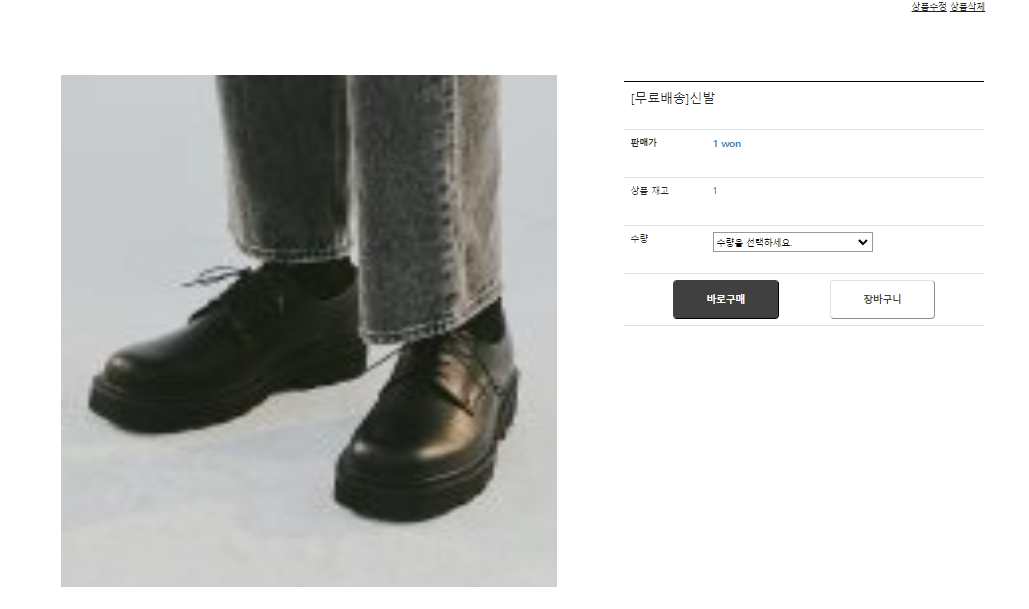 상품수정 상품삭제
[무료배송]신발
판매가 1 won
상품 재고 1
수량 수량을 선택하세요.
바로구매 장바구니